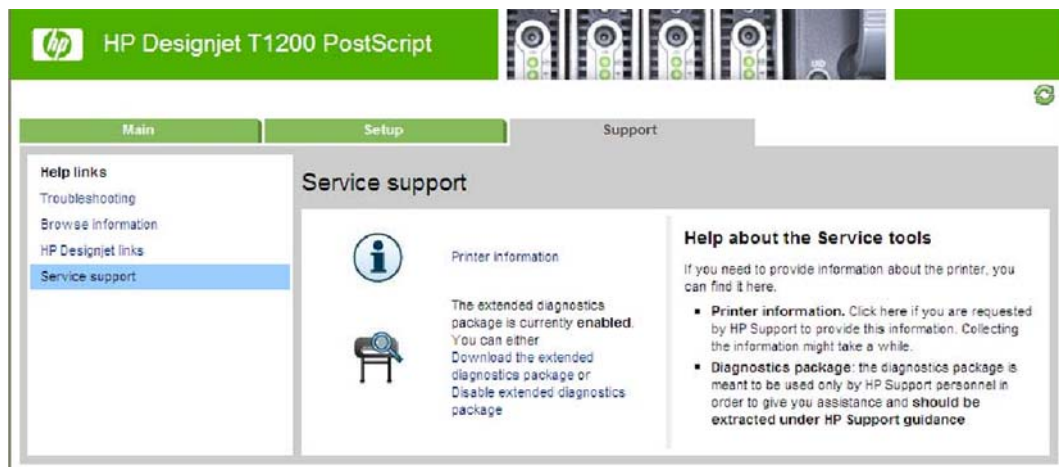 hp HP Designjet T1200 PostScript
Main Setup Support
Help links
Troubleshooting
Browse information
HP Designjet links
Service support
Service support
Printer information
The extended diagnostics
package is currently enabled.
You can either
Download the extended
diagnostics package or
Disable extended diagnostics
package
Help about the Service tools
If you need to provide information about the printer, you
can find it here.
Printer information. Click here if you are requested
by HP Support to provide this information. Collecting
the information might take a while.
Diagnostics package: the diagnostics package is
meant to be used only by HP Support personnel in
order to give you assistance and should be
extracted under HP Support guidance